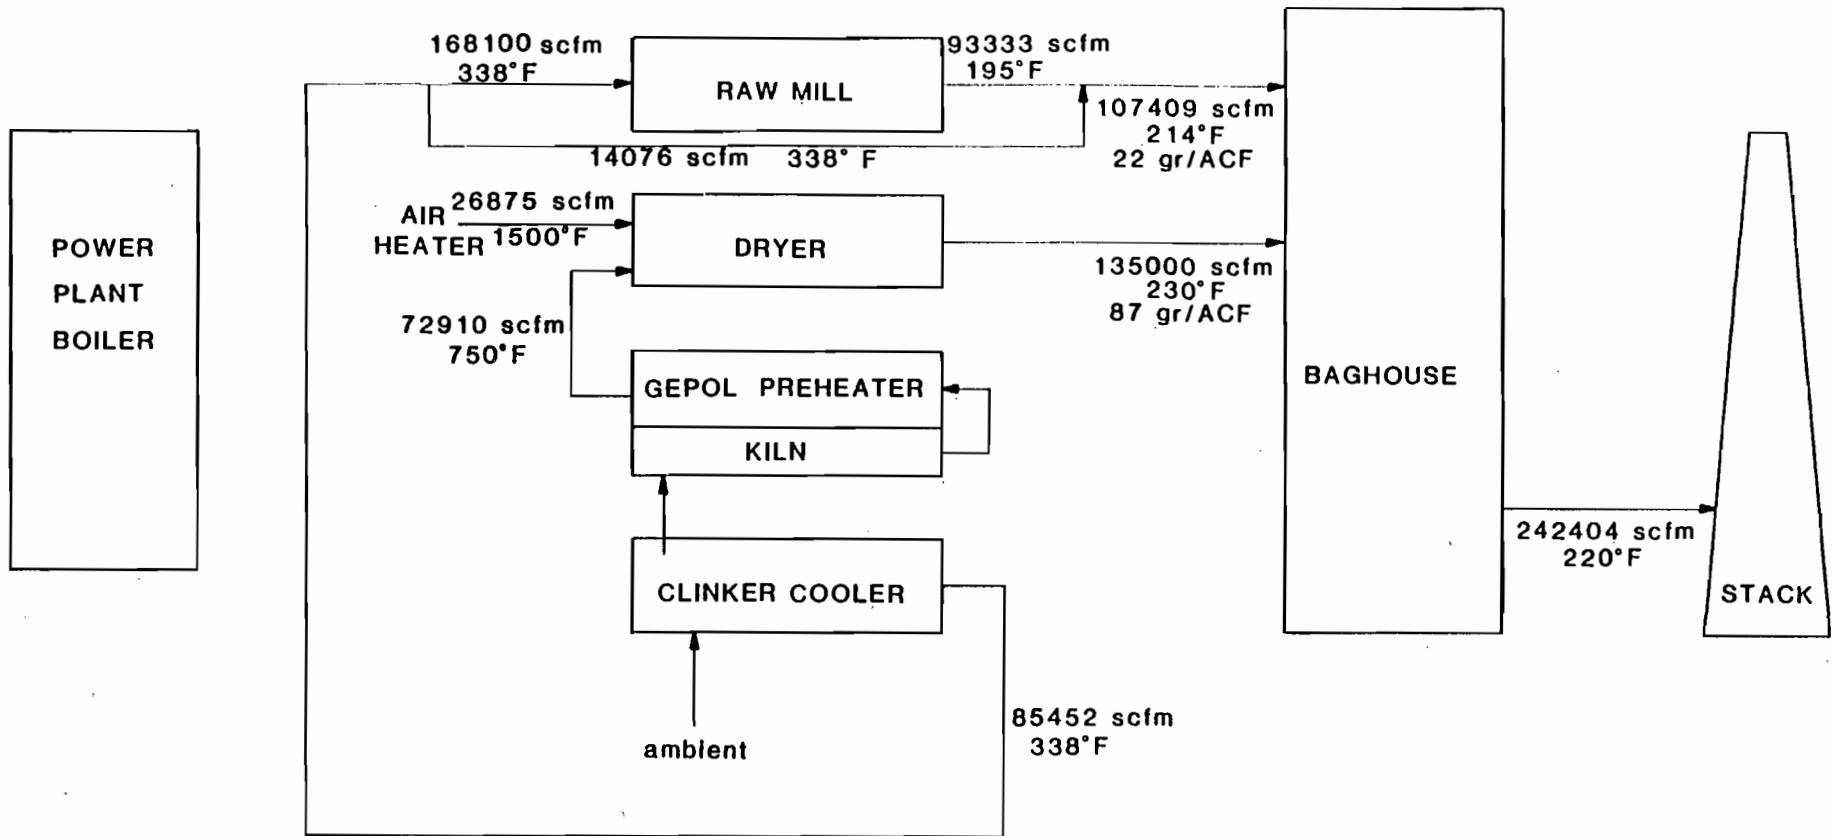 168100 scfm
338°F
RAW MILL
93333 scfm
195°F
107409 scfm
214°F
22 gr/ACF
14076 scfm 338° F
POWER
PLANT
BOILER
AIR
HEATER
26875 scfm
1500°F
DRYER
135000 scfm
230°F
87 gr/ACF
72910 scfm
750°F
GEPOL PREHEATER
KILN
BAGHOUSE
242404 scfm
220°F
CLINKER COOLER
STACK
85452 scfm
338°F
ambient